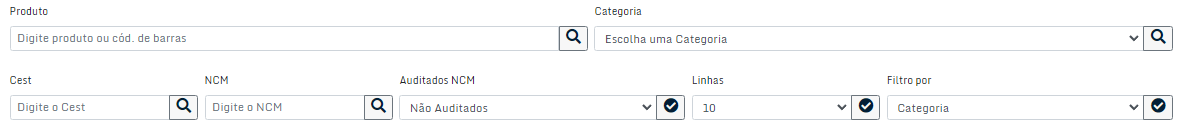 Produto Categoria
Digite produto ou cód. de barras Escolha uma Categoria
Cest NCM Auditados NCM Linhas Filtro por
Digite o Cest Digite o NCM Não Auditados 10 Categoria